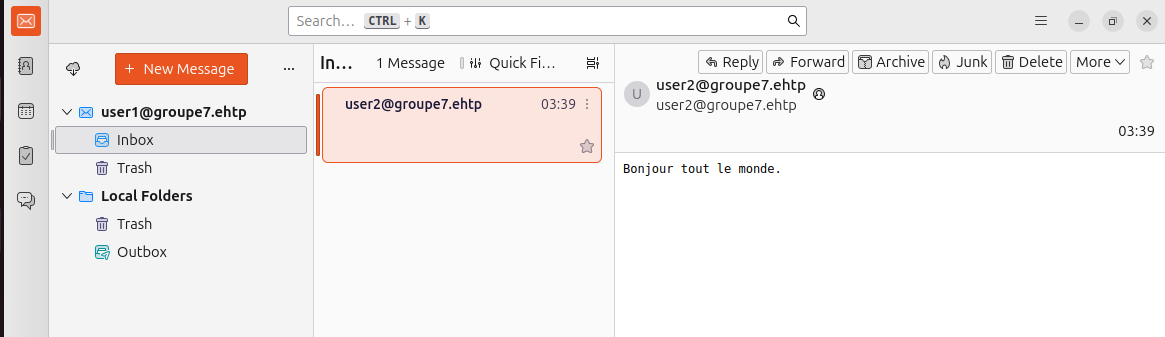 Search... CTRL + K
+ New Message
...
user1@groupe7.ehtp
Inbox
Trash
Local Folders
Trash
Outbox
In... 1 Message Quick Fi...
user2@groupe7.ehtp 03:39
Reply Forward Archive Junk Delete More
U
user2@groupe7.ehtp
user2@groupe7.ehtp
03:39
Bonjour tout le monde.